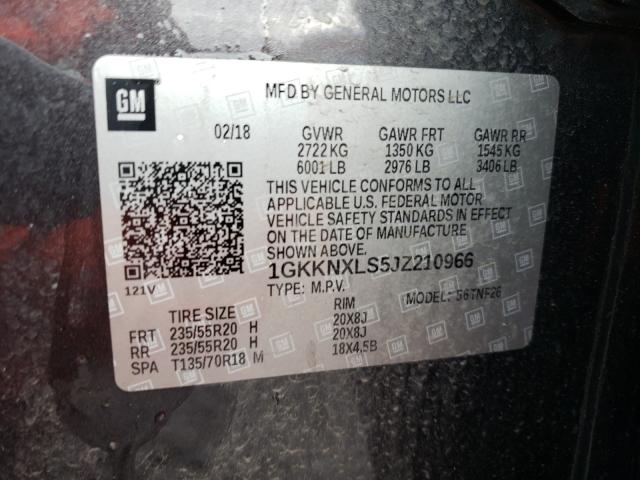 GM
MFD BY GENERAL MOTORS LLC
02/18 GVWR GAWR FRT GAWR RR
2722 KG 1350 KG 1545 KG
6001 LB 2976 LB 3406 LB
THIS VEHICLE CONFORMS TO ALL
APPLICABLE U.S. FEDERAL MOTOR
VEHICLE SAFETY STANDARDS IN EFFECT
ON THE DATE OF MANUFACTURE
SHOWN ABOVE.
1GKKNXLS5JZ210966
121V TYPE: M.P.V. MODEL: 56TNF26
TIRE SIZE RIM
FRT 235/55R20 H 20X8J
RR 235/55R20 H 20X8J
SPA T135/70R18 M 18X4,5B